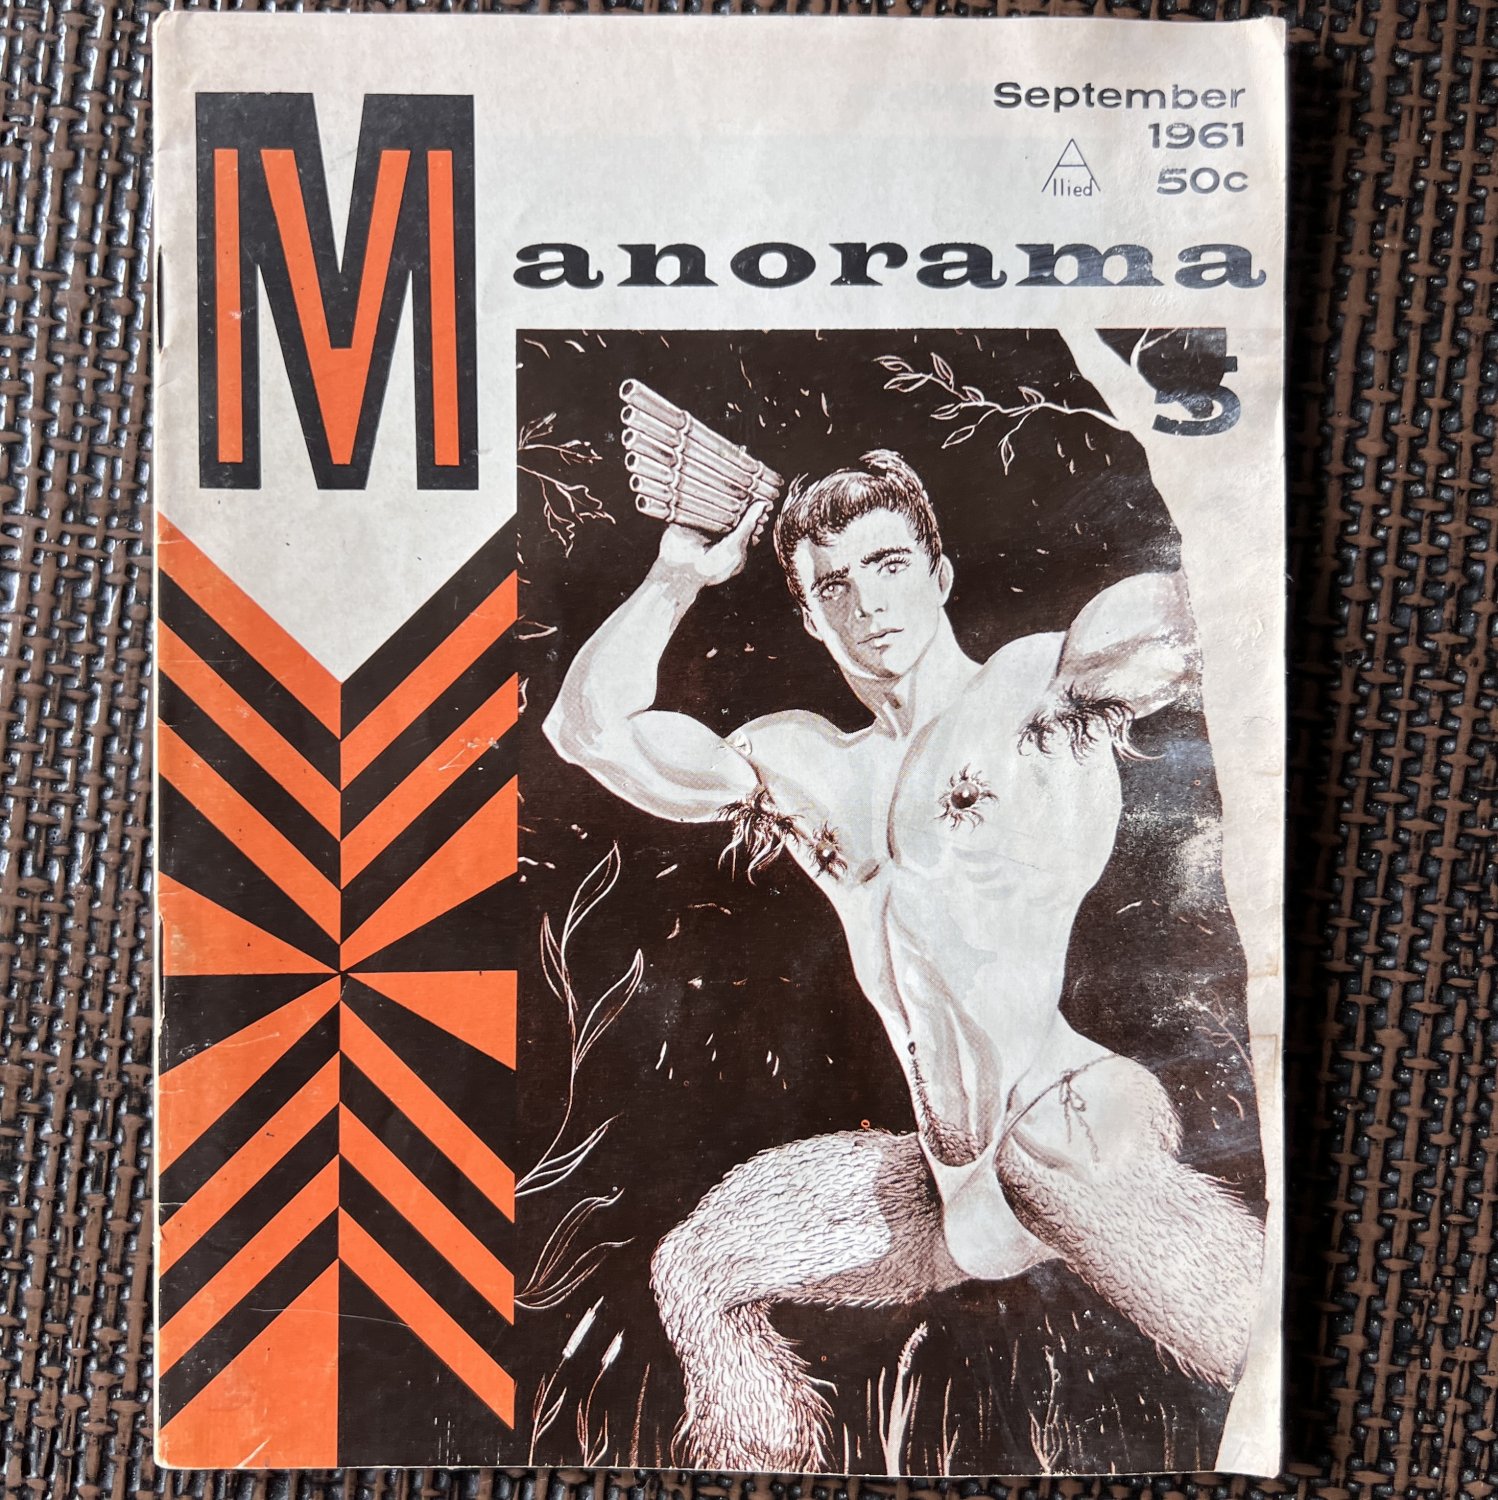 September
1961
Allied
50c
Manorama
5